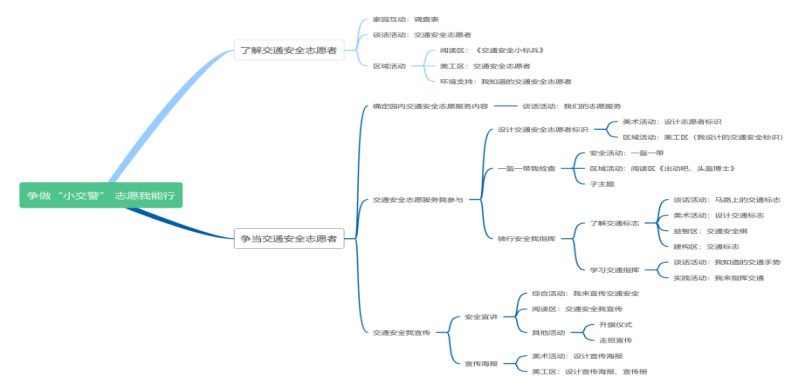 争做“小交警” 志愿我能行
了解交通安全志愿者
家园互动：调查表
谈话活动：交通安全志愿者
区域活动
阅读区：《交通安全小标兵》
美工区：交通安全志愿者
环境支持：我知道的交通安全志愿者
争当交通安全志愿者
确定园内交通安全志愿服务内容
谈话活动：我们的志愿服务
交通安全志愿服务我参与
设计交通安全志愿者标识
美术活动：设计志愿者标识
区域活动：美工区（我设计的交通安全标识）
一盔一带我检查
安全活动：一盔一带
区域活动：阅读区《出动吧，头盔博士》
子主题
骑行安全我指挥
了解交通标志
谈话活动：马路上的交通标志
美术活动：设计交通标志
益智区：交通安全棋
建构区：交通标志
学习交通指挥
谈话活动：我知道的交通手势
实践活动：我来指挥交通
交通安全我宣传
安全宣讲
综合活动：我来宣传交通安全
阅读区：交通安全我宣传
其他活动
升旗仪式
走班宣传
宣传海报
美术活动：设计宣传海报
美工区：设计宣传海报、宣传册